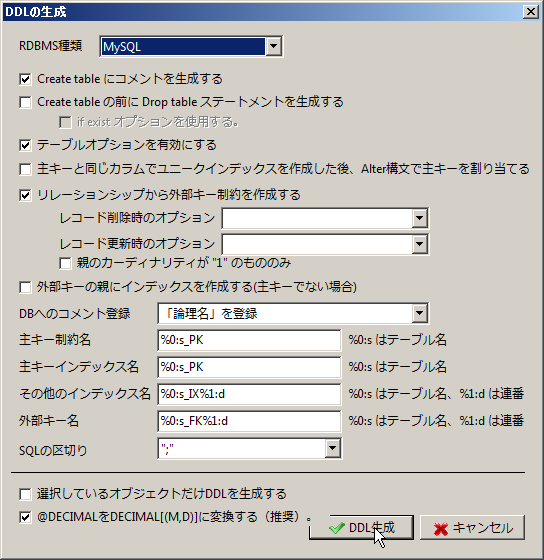 DDLの生成
RDBMS種類 MySQL
Create table にコメントを生成する
Create table の前に Drop table ステートメントを生成する
if exist オプションを使用する。
テーブルオプションを有効にする
主キーと同じカラムでユニークインデックスを作成した後、Alter構文で主キーを割り当てる
リレーションシップから外部キー制約を作成する
レコード削除時のオプション
レコード更新時のオプション
親のカーディナリティが "1" のもののみ
外部キーの親にインデックスを作成する(主キーでない場合)
DBへのコメント登録 「論理名」を登録
主キー制約名 %0:s_PK %0:s はテーブル名
主キーインデックス名 %0:s_PK %0:s はテーブル名
その他のインデックス名 %0:s_IX%1:d %0:s はテーブル名、%1:d は連番
外部キー名 %0:s_FK%1:d %0:s はテーブル名、%1:d は連番
SQLの区切り ";"
選択しているオブジェクトだけDDLを生成する
@DECIMALをDECIMAL[(M,D)]に変換する（推奨）。
DDL生成 キャンセル